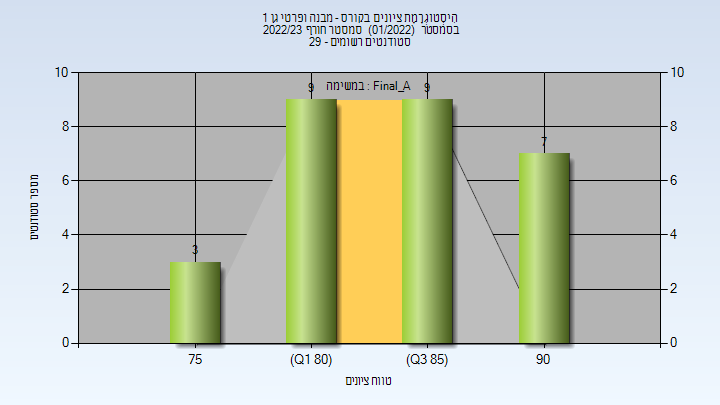 היסטוגרמת ציונים בקורס - מבנה ופרטי גן 1
בסמסטר (01/2022) סמסטר חורף 2022/23
סטודנטים רשומים - 29
במשימה : Final_A
10 10
8 8
6 6
4 4
2 2
0 0
3 9 9 7
מספר סטודנטים
75 (Q1 80) (Q3 85) 90
טווח ציונים